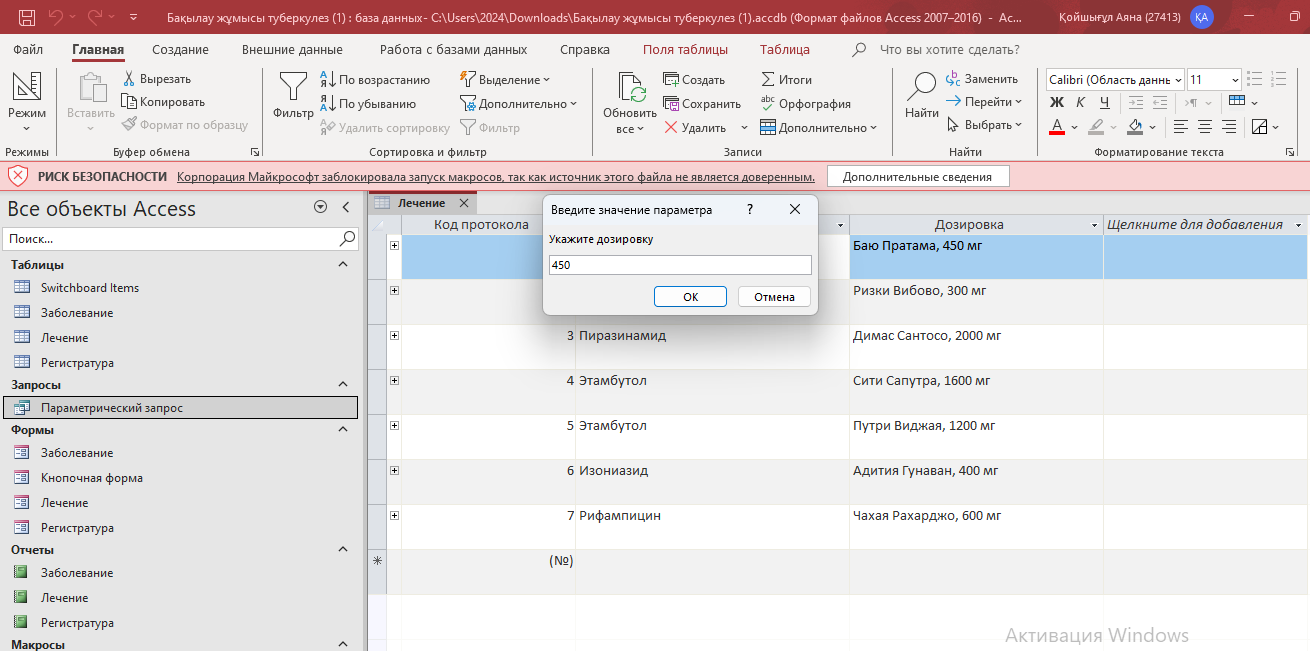 Бақылау жұмысы туберкулез (1) : база данных- C:\Users\2024\Downloads\Бақылау жұмысы туберкулез (1).accdb (Формат файлов Access 2007–2016) - Ac... Қойшығұл Аяна (27413) ҚА
Файл Главная Создание Внешние данные Работа с базами данных Справка Поля таблицы Таблица Что вы хотите сделать?
Режим
Режимы
Вставить
Вырезать
Копировать
Формат по образцу
Буфер обмена
Фильтр
По возрастанию
По убыванию
Удалить сортировку
Выделение
Дополнительно
Фильтр
Сортировка и фильтр
Обновить
все
Создать
Сохранить
Удалить
Итоги
Орфография
Дополнительно
Записи
Найти
Заменить
Перейти
Выбрать
Найти
Calibri (Область данн 11
Ж К Ч
А
Форматирование текста
РИСК БЕЗОПАСНОСТИ Корпорация Майкрософт заблокировала запуск макросов, так как источник этого файла не является доверенным. Дополнительные сведения
Все объекты Access
Поиск...
Таблицы
Switchboard Items
Заболевание
Лечение
Регистратура
Запросы
Параметрический запрос
Формы
Заболевание
Кнопочная форма
Лечение
Регистратура
Отчеты
Заболевание
Лечение
Регистратура
Макросы
Лечение
Код протокола Дозировка Щелкните для добавления
Баю Пратама, 450 мг
Ризки Вибово, 300 мг
3 Пиразинамид Димас Сантосо, 2000 мг
4 Этамбутол Сити Сапутра, 1600 мг
5 Этамбутол Путри Виджая, 1200 мг
6 Изониазид Адития Гунаван, 400 мг
7 Рифампицин Чахая Рахарджо, 600 мг
(№)
Введите значение параметра ?
Укажите дозировку
450
ОК Отмена
Активация Windows